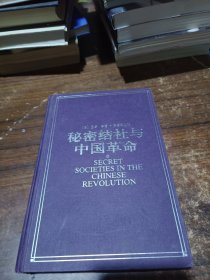 秘密结社与
中国革命
SECRET
SOCIETIES IN THE
CHINESE
REVOLUTION